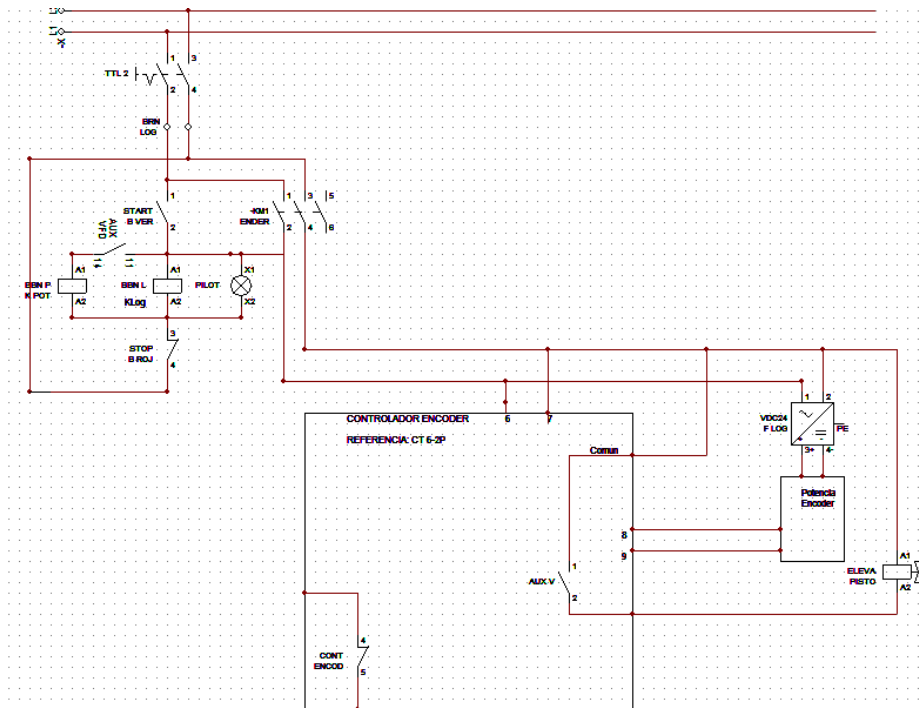 1 3
TTL 2
2 4
BRN
LOG
1
START
B VER
2
AUX
VFD
1 3 5
-KM1
ENDER
2 4 6
A1
BBN P
K POT
A2
A1
BBN L
KLog
A2
X1
PILOT
X2
3
STOP
B ROJ
4
CONTROLADOR ENCODER
REFERENCIA: CT 6-2P
6 7
Comun
8
9
1
AUX V
2
4
CONT
ENCOD
5
1 2
VDC24
F LOG
PE
3+ 4-
Potencia
Encoder
A1
ELEVA
PISTO
A2